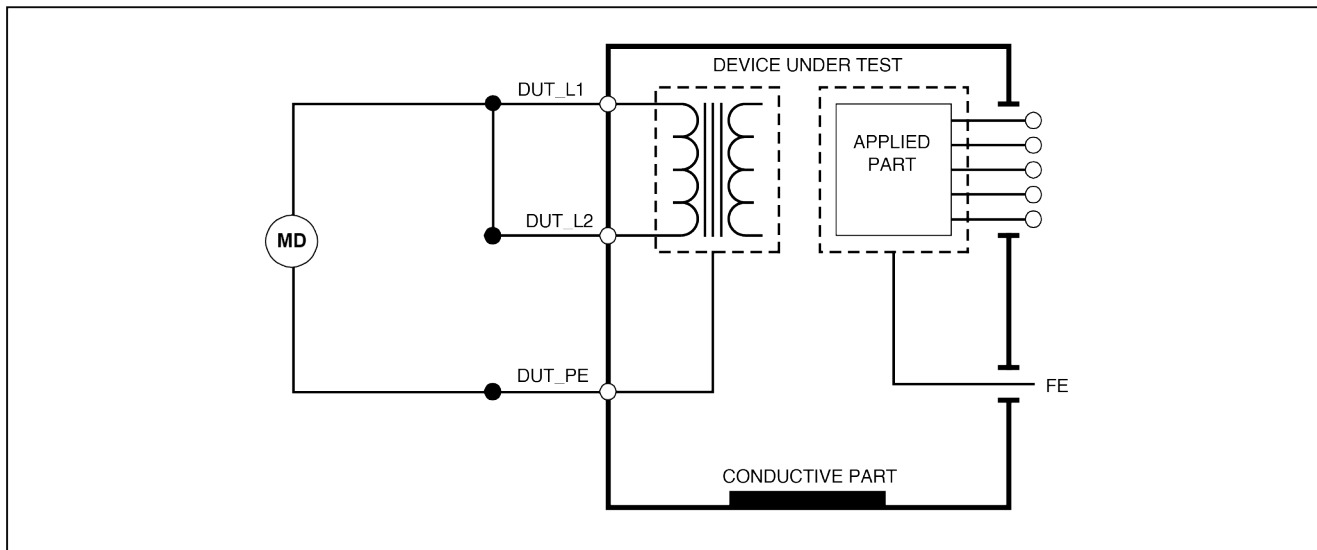 DEVICE UNDER TEST
DUT_L1
APPLIED
PART
DUT_L2
MD
DUT_PE
FE
CONDUCTIVE PART